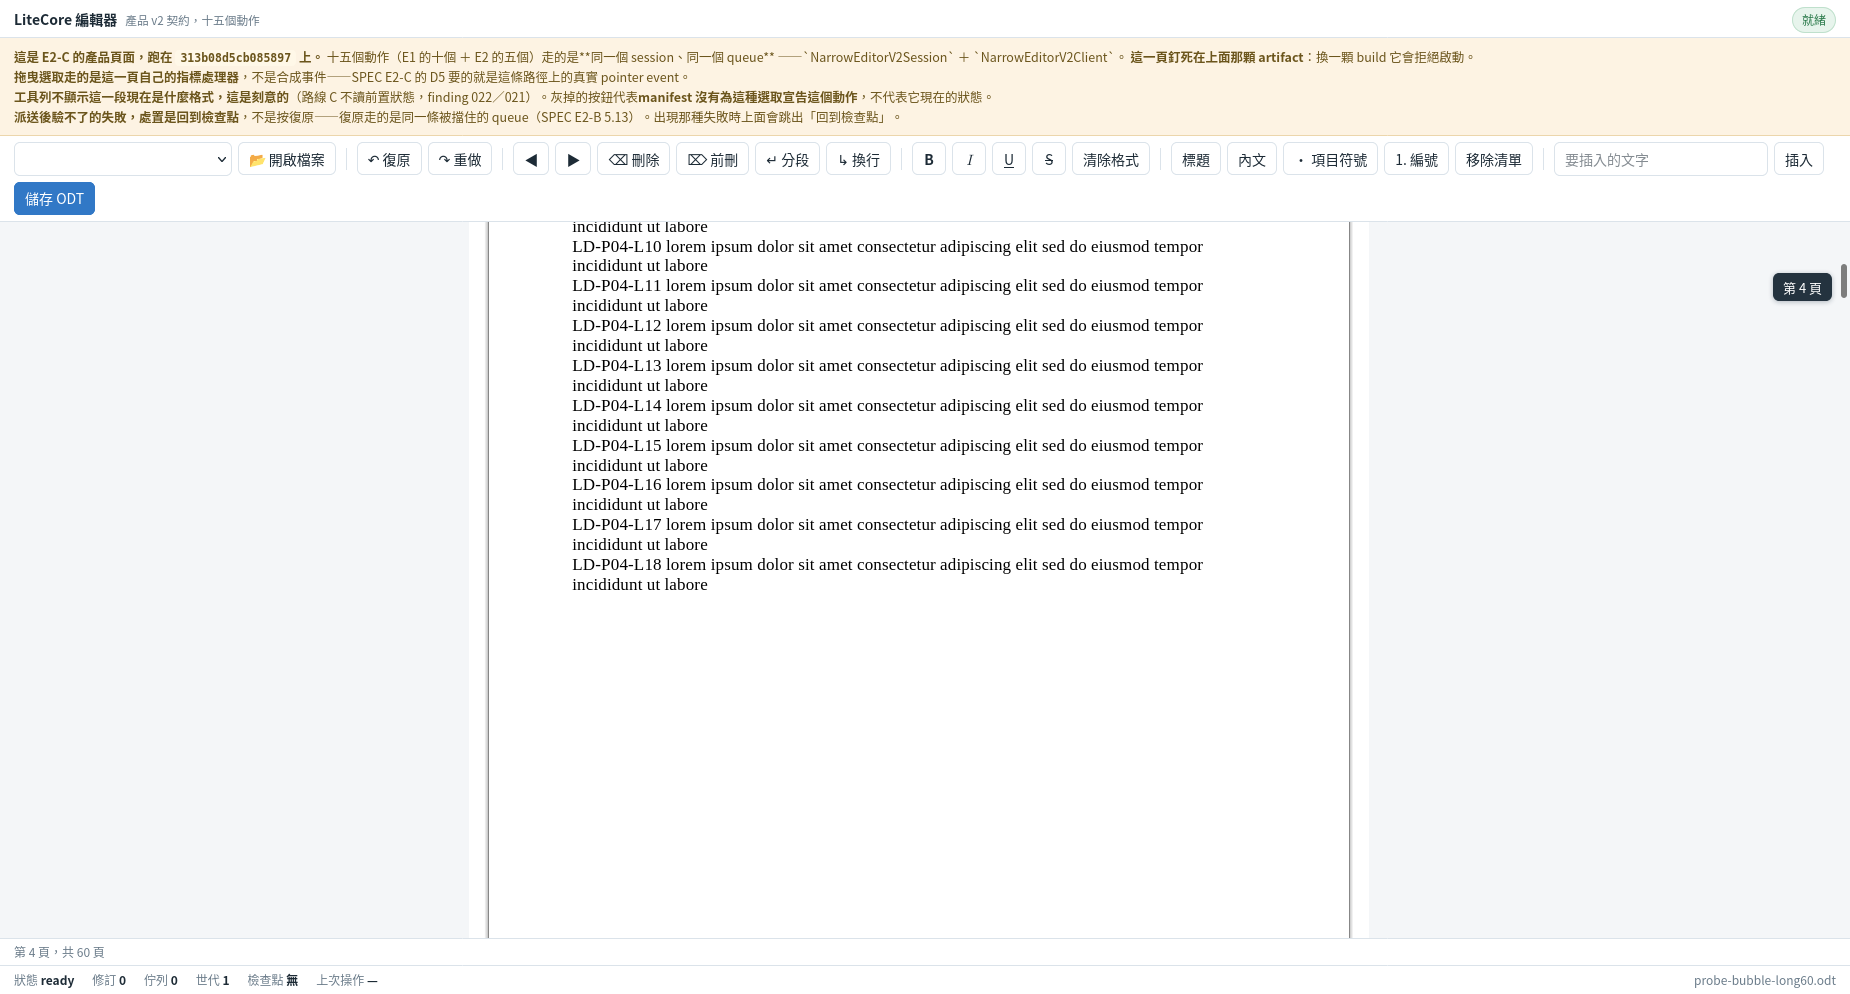 LiteCore 編輯器 產品 v2 契約，十五個動作 就緒
這是 E2-C 的產品頁面，跑在 313b08d5cb085897 上。 十五個動作（E1 的十個 ＋ E2 的五個）走的是**同一個 session、同一個 queue** ——`NarrowEditorV2Session` ＋ `NarrowEditorV2Client`。 這一頁釘死在上面那顆 artifact：換一顆 build 它會拒絕啟動。
拖曳選取走的是這一頁自己的指標處理器，不是合成事件——SPEC E2-C 的 D5 要的就是這條路徑上的真實 pointer event。
工具列不顯示這一段現在是什麼格式，這是刻意的（路線 C 不讀前置狀態，finding 022／021）。灰掉的按鈕代表manifest 沒有為這種選取宣告這個動作，不代表它現在的狀態。
派送後驗不了的失敗，處置是回到檢查點，不是按復原——復原走的是同一條被擋住的 queue（SPEC E2-B 5.13）。出現那種失敗時上面會跳出「回到檢查點」。
📂 開啟檔案 ↶ 復原 ↷ 重做 ◀ ▶ ⌫ 刪除 ⌦ 前刪 ↵ 分段 ↳ 換行 B I U S 清除格式 標題 內文 • 項目符號 1. 編號 移除清單 要插入的文字 插入
儲存 ODT
incididunt ut labore
LD-P04-L10 lorem ipsum dolor sit amet consectetur adipiscing elit sed do eiusmod tempor
incididunt ut labore
LD-P04-L11 lorem ipsum dolor sit amet consectetur adipiscing elit sed do eiusmod tempor
incididunt ut labore
LD-P04-L12 lorem ipsum dolor sit amet consectetur adipiscing elit sed do eiusmod tempor
incididunt ut labore
LD-P04-L13 lorem ipsum dolor sit amet consectetur adipiscing elit sed do eiusmod tempor
incididunt ut labore
LD-P04-L14 lorem ipsum dolor sit amet consectetur adipiscing elit sed do eiusmod tempor
incididunt ut labore
LD-P04-L15 lorem ipsum dolor sit amet consectetur adipiscing elit sed do eiusmod tempor
incididunt ut labore
LD-P04-L16 lorem ipsum dolor sit amet consectetur adipiscing elit sed do eiusmod tempor
incididunt ut labore
LD-P04-L17 lorem ipsum dolor sit amet consectetur adipiscing elit sed do eiusmod tempor
incididunt ut labore
LD-P04-L18 lorem ipsum dolor sit amet consectetur adipiscing elit sed do eiusmod tempor
incididunt ut labore
第 4 頁
第 4 頁，共 60 頁
狀態 ready 修訂 0 佇列 0 世代 1 檢查點 無 上次操作 — probe-bubble-long60.odt